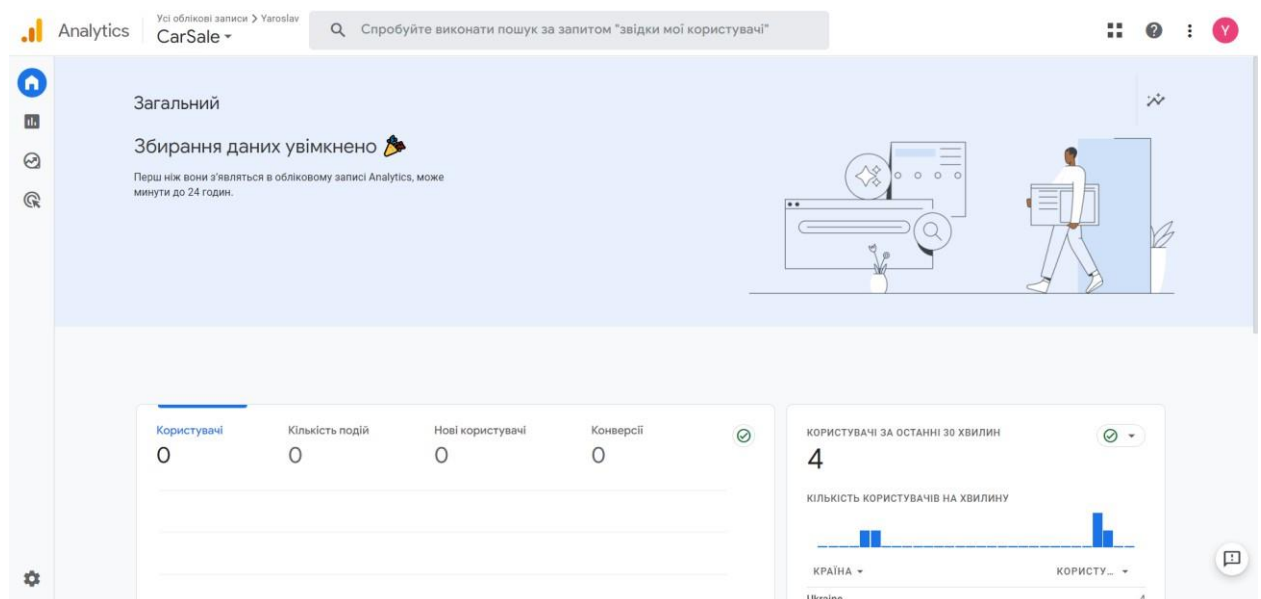 Analytics
Усі облікові записи > Yaroslav
CarSale
Спробуйте виконати пошук за запитом "звідки мої користувачі"
Y
Загальний
Збирання даних увімкнено
Перш ніж вони з'являться в обліковому записі Analytics, може
минути до 24 годин.
Користувачі
0
Кількість подій
0
Нові користувачі
0
Конверсії
0
КОРИСТУВАЧІ ЗА ОСТАННІ 30 ХВИЛИН
4
КІЛЬКІСТЬ КОРИСТУВАЧІВ НА ХВИЛИНУ
КРАЇНА
КОРИСТУ...
Ukraine
4